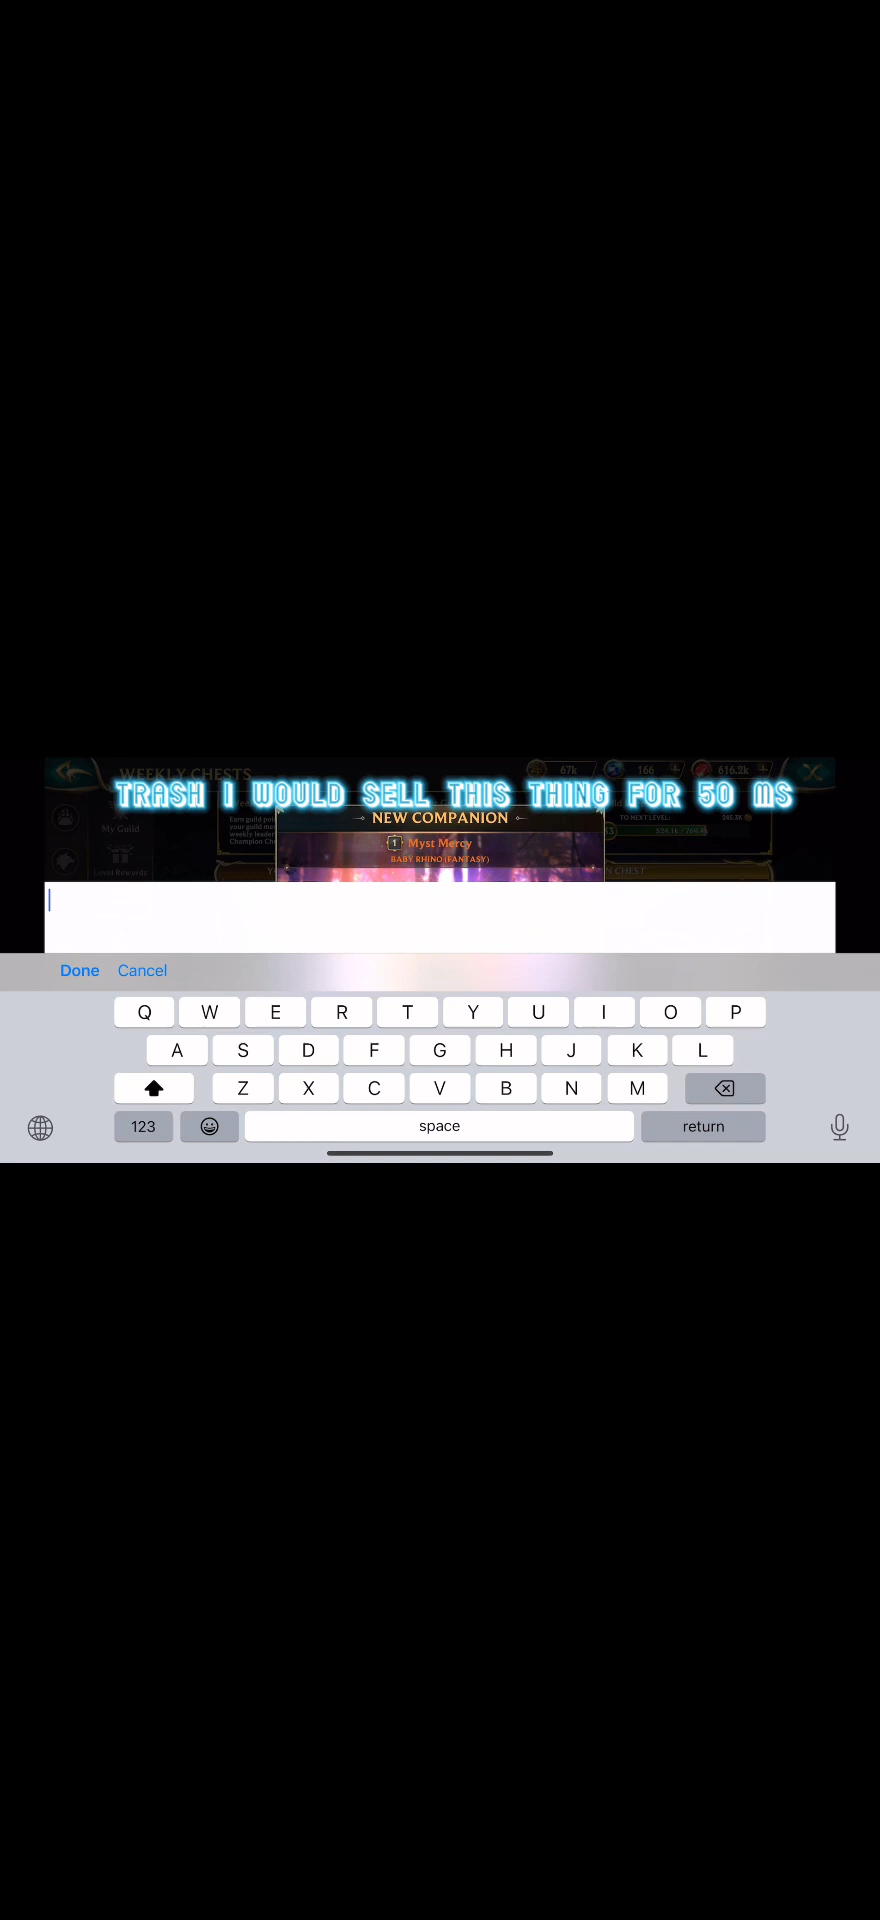 WEEKLY CHESTS
67k
166
616.2k
TRASH I WOULD SELL THIS THING FOR 50 MS
NEW COMPANION
My Guild
TO NEXT LEVEL:
1 Myst Mercy
BABY RHINO (FANTASY)
Level Rewards
Done Cancel
Q W E R T Y U I O P
A S D F G H J K L
Z X C V B N M
123 space return